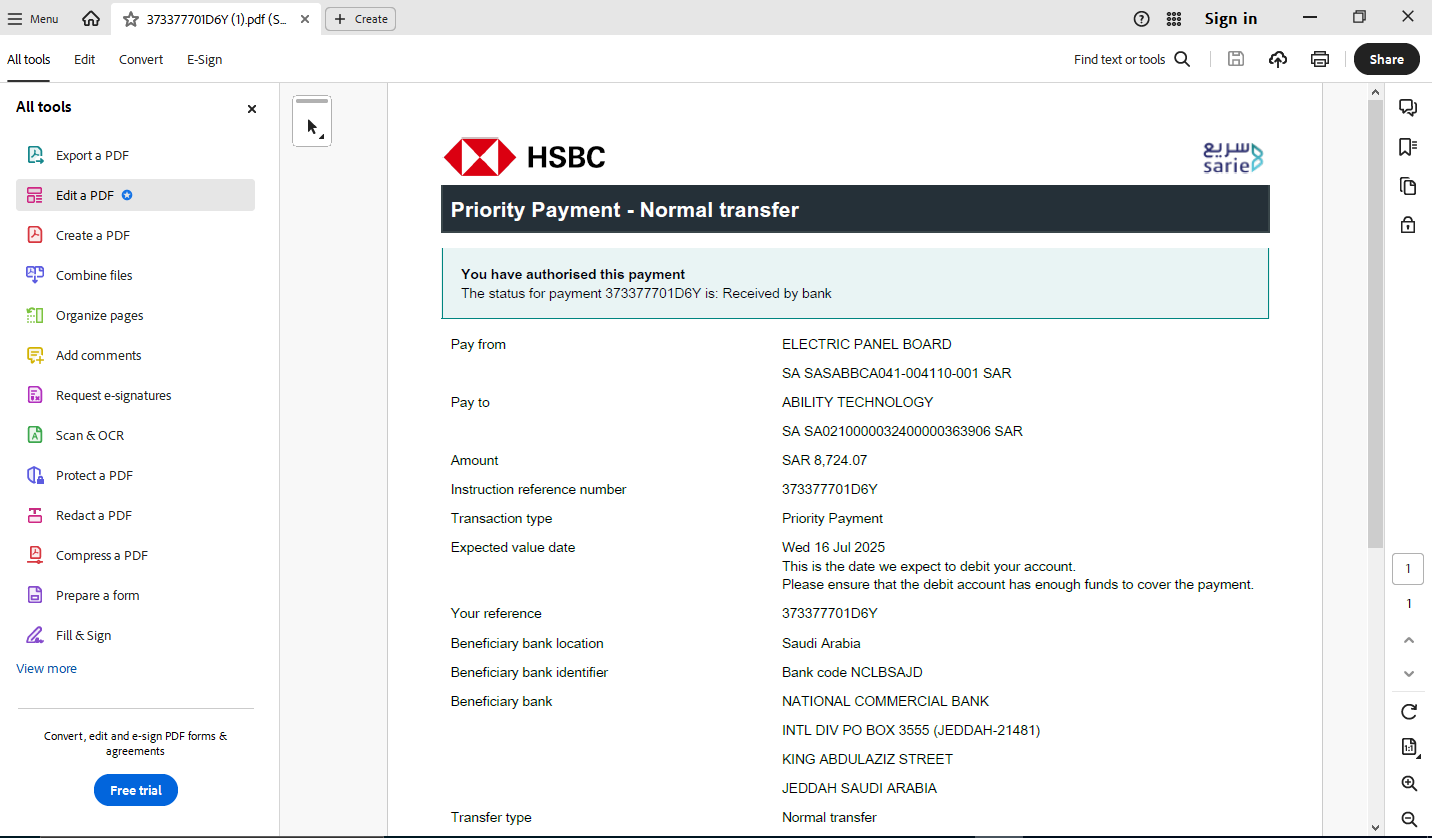 Menu
373377701D6Y (1).pdf (S...
Create
Sign in
All tools
Edit
Convert
E-Sign
Find text or tools
Share
All tools
Export a PDF
Edit a PDF
Create a PDF
Combine files
Organize pages
Add comments
Request e-signatures
Scan & OCR
Protect a PDF
Redact a PDF
Compress a PDF
Prepare a form
Fill & Sign
View more
Convert, edit and e-sign PDF forms & agreements
Free trial
HSBC
سريع
sarie
Priority Payment - Normal transfer
You have authorised this payment
The status for payment 373377701D6Y is: Received by bank
Pay from ELECTRIC PANEL BOARD
SA SASABBCA041-004110-001 SAR
Pay to ABILITY TECHNOLOGY
SA SA0210000032400000363906 SAR
Amount SAR 8,724.07
Instruction reference number 373377701D6Y
Transaction type Priority Payment
Expected value date Wed 16 Jul 2025
This is the date we expect to debit your account.
Please ensure that the debit account has enough funds to cover the payment.
Your reference 373377701D6Y
Beneficiary bank location Saudi Arabia
Beneficiary bank identifier Bank code NCLBSAJD
Beneficiary bank NATIONAL COMMERCIAL BANK
INTL DIV PO BOX 3555 (JEDDAH-21481)
KING ABDULAZIZ STREET
JEDDAH SAUDI ARABIA
Transfer type Normal transfer
1
1
1:1